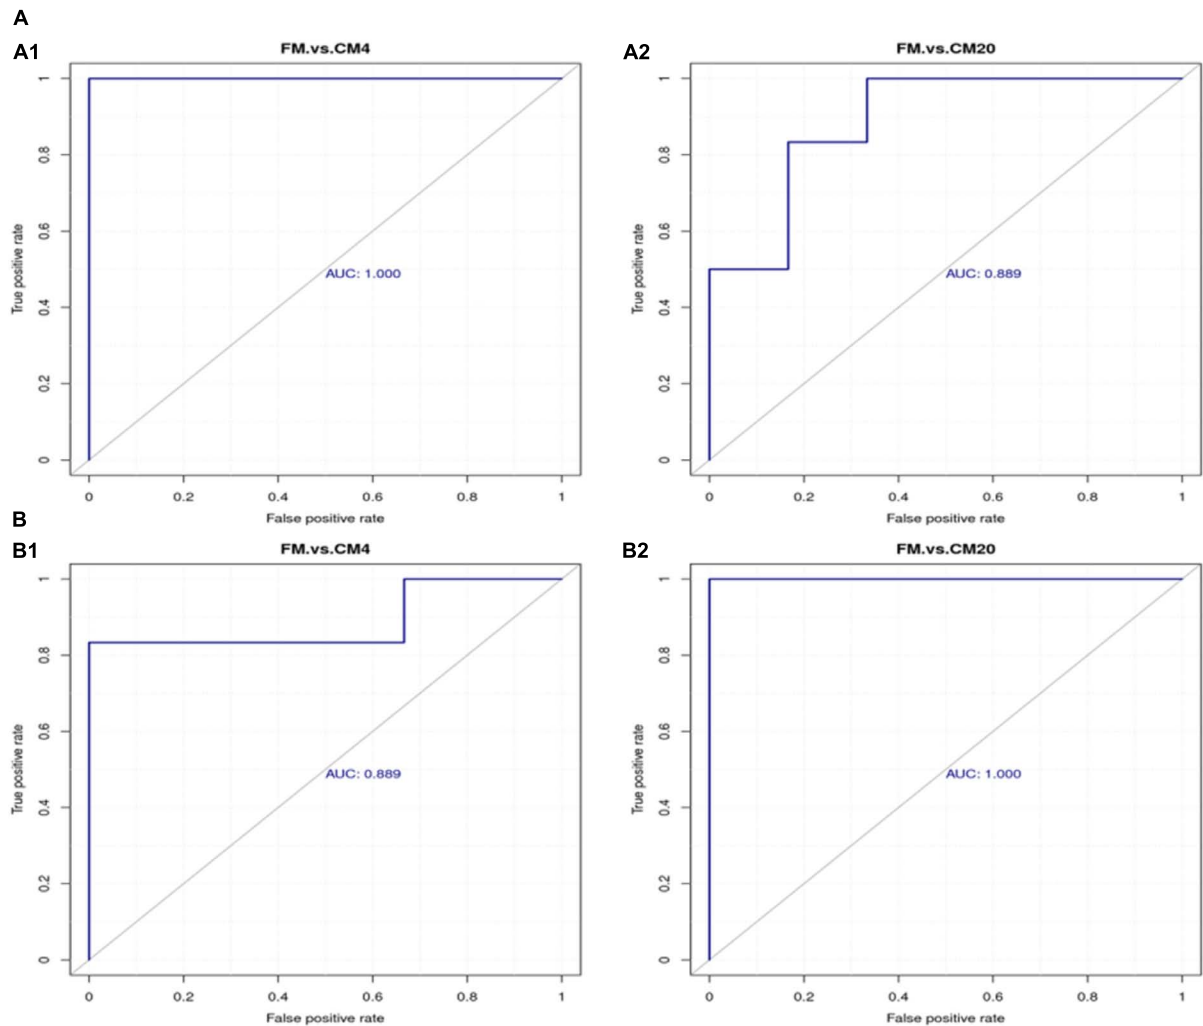 A
A1
FM.vs.CM4
1
0.8
0.6
0.4
0.2
0
True positive rate
AUC: 1.000
0 0.2 0.4 0.6 0.8 1
False positive rate
A2
FM.vs.CM20
1
0.8
0.6
0.4
0.2
0
True positive rate
AUC: 0.889
0 0.2 0.4 0.6 0.8 1
False positive rate
B
B1
FM.vs.CM4
1
0.8
0.6
0.4
0.2
0
True positive rate
AUC: 0.889
0 0.2 0.4 0.6 0.8 1
False positive rate
B2
FM.vs.CM20
1
0.8
0.6
0.4
0.2
0
True positive rate
AUC: 1.000
0 0.2 0.4 0.6 0.8 1
False positive rate